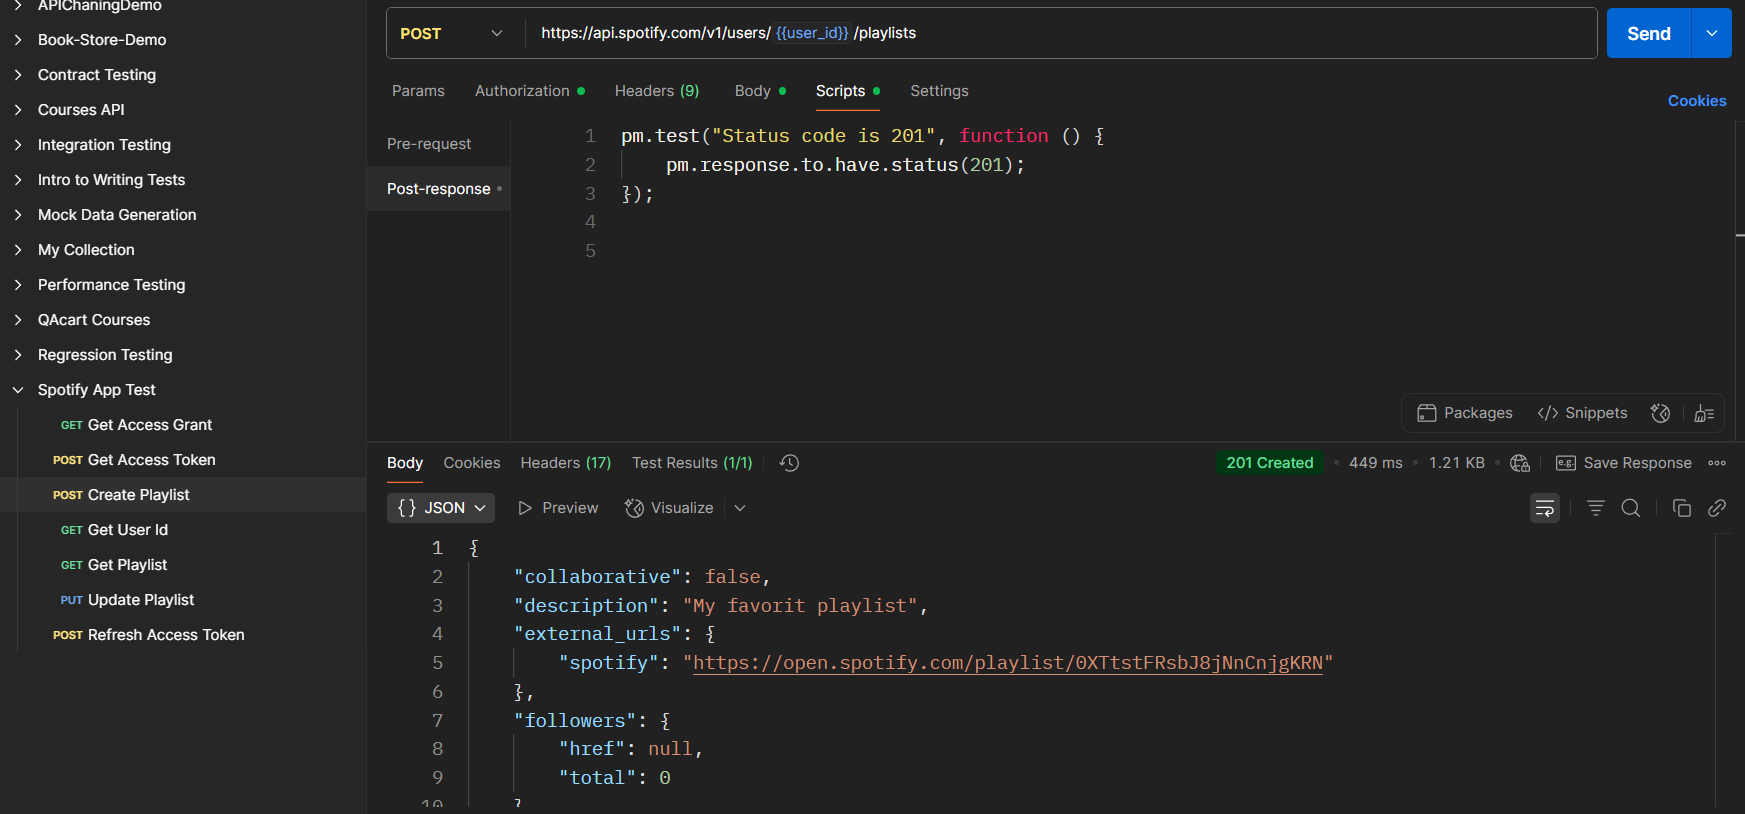 APIChaningDemo
Book-Store-Demo
Contract Testing
Courses API
Integration Testing
Intro to Writing Tests
Mock Data Generation
My Collection
Performance Testing
QAcart Courses
Regression Testing
Spotify App Test
GET Get Access Grant
POST Get Access Token
POST Create Playlist
GET Get User Id
GET Get Playlist
PUT Update Playlist
POST Refresh Access Token
POST https://api.spotify.com/v1/users/ {{user_id}} /playlists Send
Params Authorization Headers (9) Body Scripts Settings Cookies
Pre-request
Post-response
1 pm.test("Status code is 201", function () {
2 pm.response.to.have.status(201);
3 });
4
5
Packages </> Snippets
Body Cookies Headers (17) Test Results (1/1) 201 Created • 449 ms • 1.21 KB • e.g. Save Response
{} JSON Preview Visualize
1 {
2 "collaborative": false,
3 "description": "My favorit playlist",
4 "external_urls": {
5 "spotify": "https://open.spotify.com/playlist/0XTtstFRsbJ8jNnCnjgKRN"
6 },
7 "followers": {
8 "href": null,
9 "total": 0
10 }